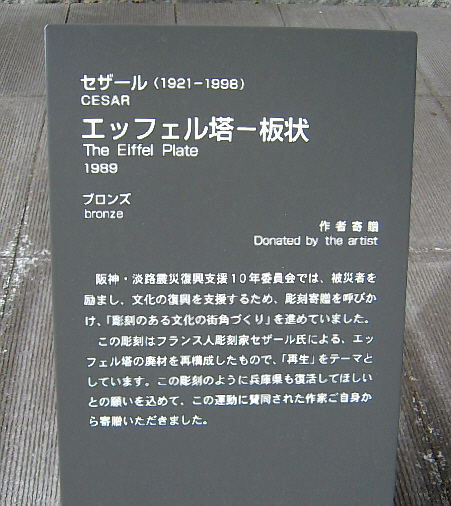 セザール（1921－1998）
CESAR
エッフェル塔－板状
The Eiffel Plate
1989
ブロンズ
bronze
作者寄贈
Donated by the artist
阪神・淡路震災復興支援10年委員会では、被災者を
励まし、文化の復興を支援するため、彫刻寄贈を呼びか
け、「彫刻のある文化の街角づくり」を進めていました。
この彫刻はフランス人彫刻家セザール氏による、エッ
フェル塔の廃材を再構成したもので、「再生」をテーマと
しています。この彫刻のように兵庫県も復活してほしい
との願いを込めて、この運動に賛同された作家ご自身か
ら寄贈いただきました。